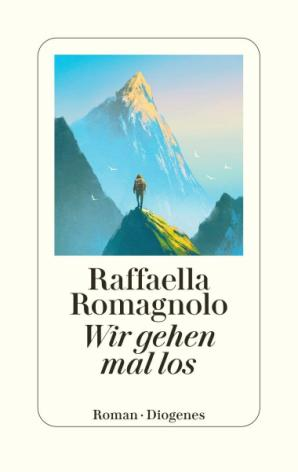 Raffaella
Romagnolo
Wir gehen
mal los
Roman · Diogenes